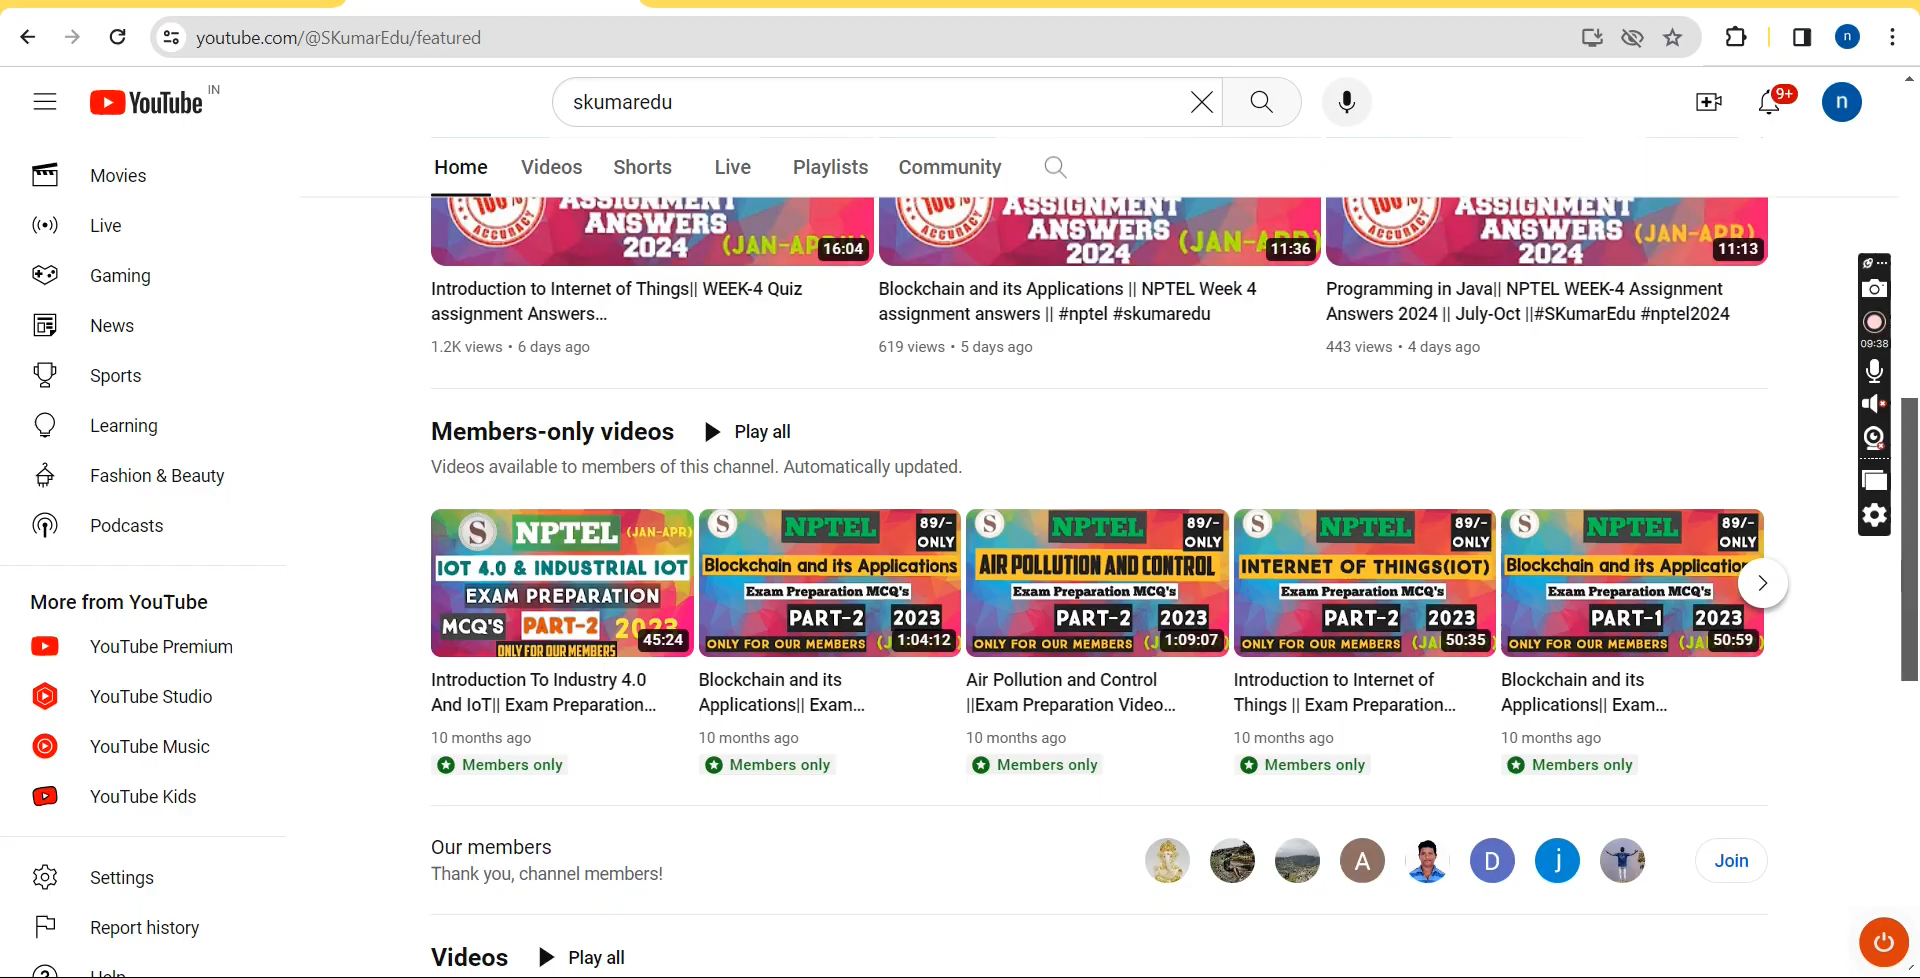 youtube.com/@SKumarEdu/featured
n
YouTube IN
skumaredu
9+
n
Home Videos Shorts Live Playlists Community
Movies
Live
Gaming
News
Sports
Learning
Fashion & Beauty
Podcasts
More from YouTube
YouTube Premium
YouTube Studio
YouTube Music
YouTube Kids
Settings
Report history
Help
100%
ACCURACY
ASSIGNMENT
ANSWERS
2024
16:04
100%
ACCURACY
ASSIGNMENT
ANSWERS
2024
11:36
100%
ACCURACY
ASSIGNMENT
ANSWERS (JAN-APR)
2024
11:13
Introduction to Internet of Things|| WEEK-4 Quiz
assignment Answers...
1.2K views • 6 days ago
Blockchain and its Applications || NPTEL Week 4
assignment answers || #nptel #skumaredu
619 views • 5 days ago
Programming in Java|| NPTEL WEEK-4 Assignment
Answers 2024 || July-Oct ||#SKumarEdu #nptel2024
443 views • 4 days ago
Members-only videos Play all
Videos available to members of this channel. Automatically updated.
S NPTEL (JAN-APR)
IOT 4.0 & INDUSTRIAL IOT
EXAM PREPARATION
MCQ'S PART-2 2023
45:24
ONLY FOR OUR MEMBERS
S NPTEL 89/- ONLY
Blockchain and its Applications
Exam Preparation MCQ's
PART-2 2023
ONLY FOR OUR MEMBERS 1:04:12
S NPTEL 89/- ONLY
AIR POLLUTION AND CONTROL
Exam Preparation MCQ's
PART-2 2023
ONLY FOR OUR MEMBERS 1:09:07
S NPTEL 89/- ONLY
INTERNET OF THINGS(IOT)
Exam Preparation MCQ's
PART-2 2023
ONLY FOR OUR MEMBERS 50:35
S NPTEL 89/- ONLY
Blockchain and its
Exam Preparation MCQ's
PART-1 2023
ONLY FOR OUR MEMBERS 50:59
Introduction To Industry 4.0
And IoT|| Exam Preparation...
10 months ago
Members only
Blockchain and its
Applications|| Exam...
10 months ago
Members only
Air Pollution and Control
||Exam Preparation Video...
10 months ago
Members only
Introduction to Internet of
Things || Exam Preparation...
10 months ago
Members only
Blockchain and its
Applications|| Exam...
10 months ago
Members only
Our members
Thank you, channel members!
A D j
Join
Videos Play all
09:38